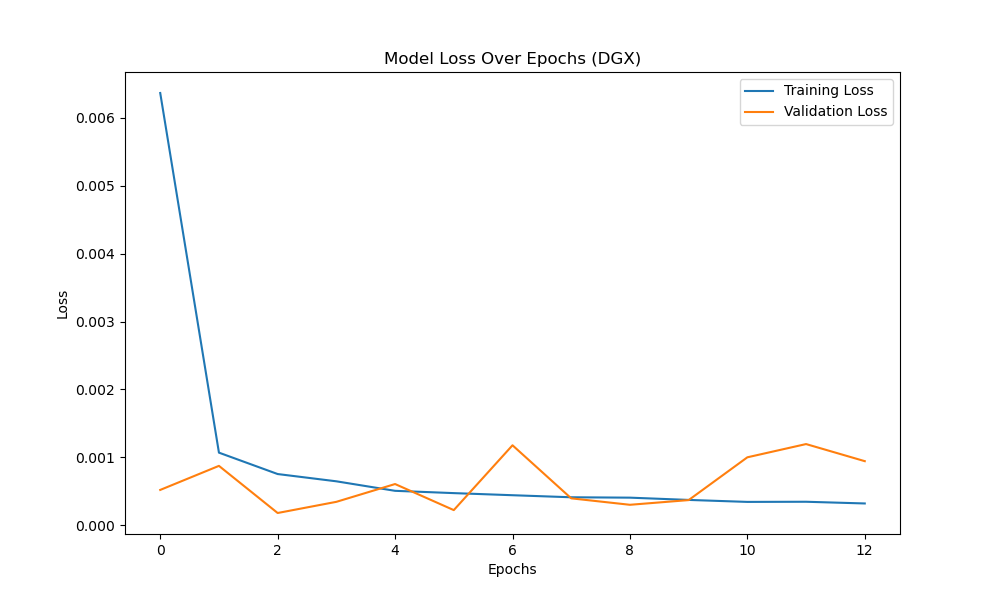 Model Loss Over Epochs (DGX)
Training Loss
Validation Loss
0.006
0.005
0.004
0.003
0.002
0.001
0.000
Loss
0 2 4 6 8 10 12
Epochs